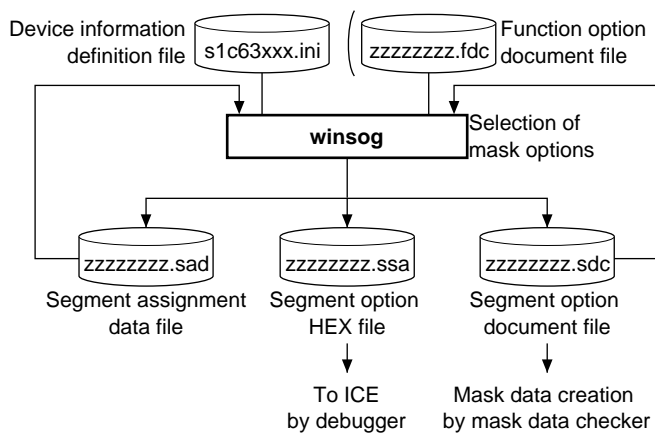 Device information
definition file
s1c63xxx.ini
(
zzzzzzzz.fdc
Function option
document file
winsog
Selection of
mask options
zzzzzzzz.sad
zzzzzzzz.ssa
zzzzzzzz.sdc
Segment assignment
data file
Segment option
HEX file
Segment option
document file
To ICE
by debugger
Mask data creation
by mask data checker